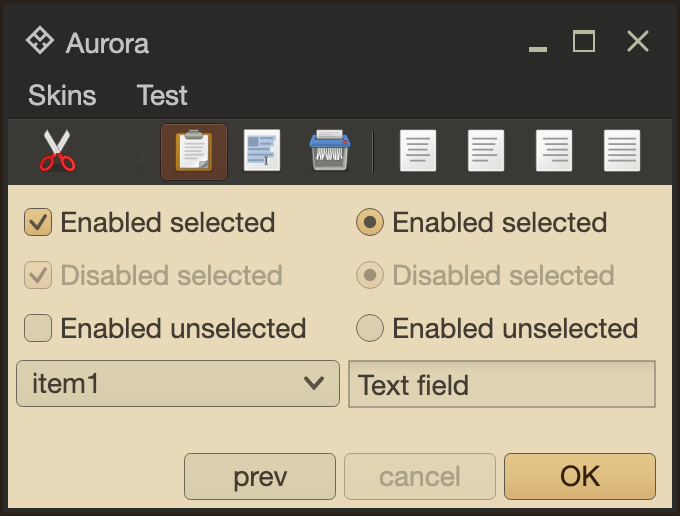 Aurora
Skins Test
Enabled selected Enabled selected
Disabled selected Disabled selected
Enabled unselected Enabled unselected
item1 Text field
prev cancel OK